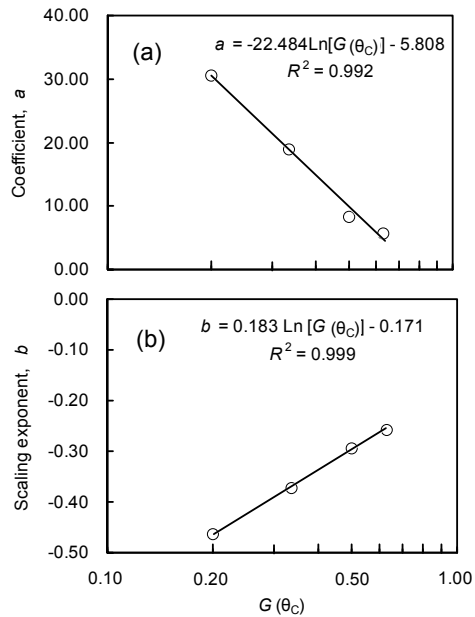 (a)
a = -22.484Ln[G(θC)] - 5.808
R² = 0.992
Coefficient, a
40.00
30.00
20.00
10.00
0.00
(b)
b = 0.183 Ln [G(θC)] - 0.171
R² = 0.999
Scaling exponent, b
0.00
-0.10
-0.20
-0.30
-0.40
-0.50
0.10 0.20 0.50 1.00
G(θC)